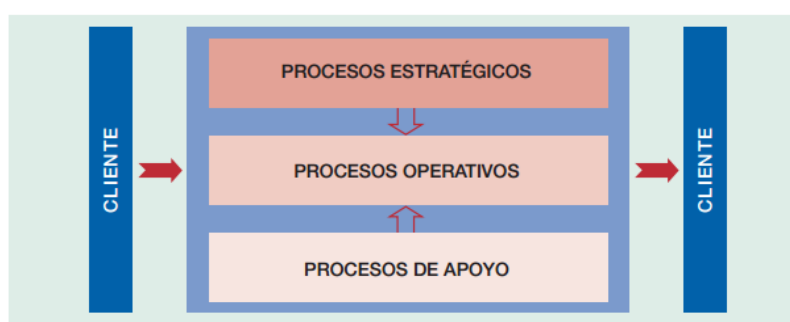 CLIENTE
PROCESOS ESTRATÉGICOS
PROCESOS OPERATIVOS
PROCESOS DE APOYO
CLIENTE